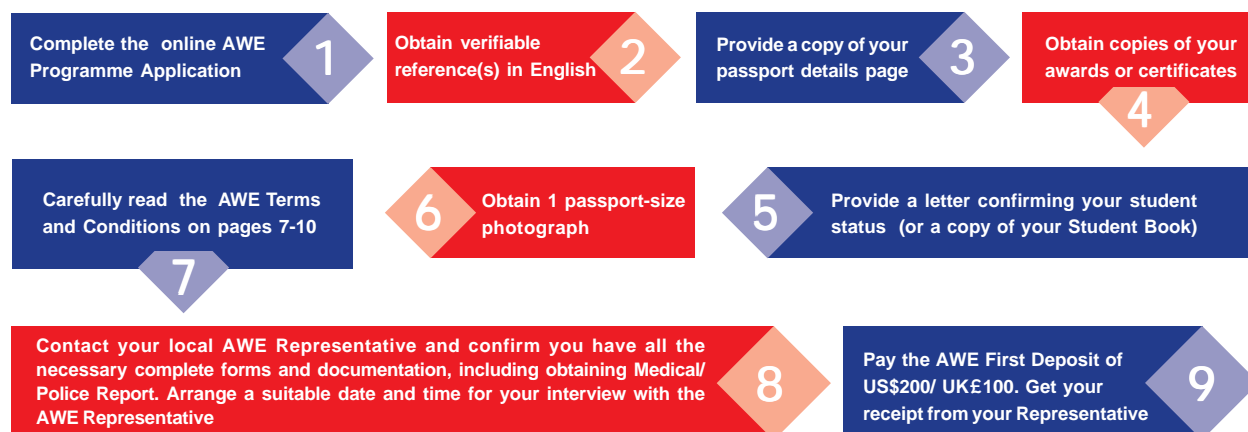 Complete the online AWE
Programme Application
1
Obtain verifiable
reference(s) in English
2
Provide a copy of your
passport details page
3
Obtain copies of your
awards or certificates
4
Provide a letter confirming your student
status (or a copy of your Student Book)
5
Obtain 1 passport-size
photograph
6
Carefully read the AWE Terms
and Conditions on pages 7-10
7
Contact your local AWE Representative and confirm you have all the
necessary complete forms and documentation, including obtaining Medical/
Police Report. Arrange a suitable date and time for your interview with the
AWE Representative
8
Pay the AWE First Deposit of
US$200/ UK£100. Get your
receipt from your Representative
9